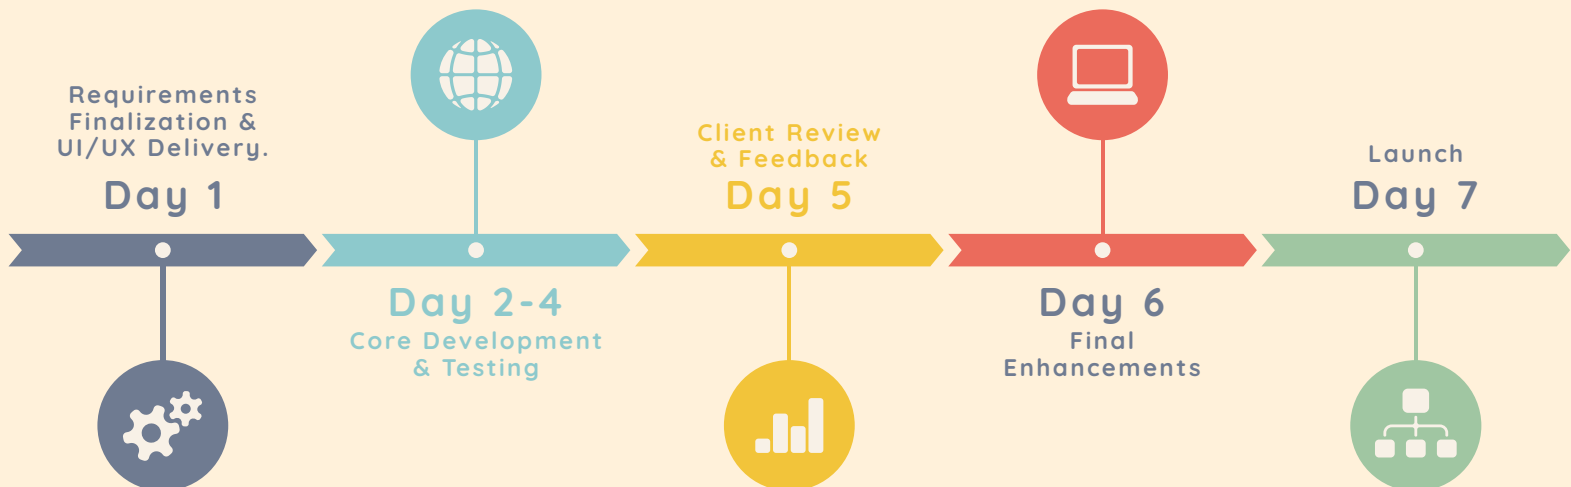 Requirements
Finalization &
UI/UX Delivery.
Day 1
Day 2-4
Core Development
& Testing
Client Review
& Feedback
Day 5
Day 6
Final
Enhancements
Launch
Day 7